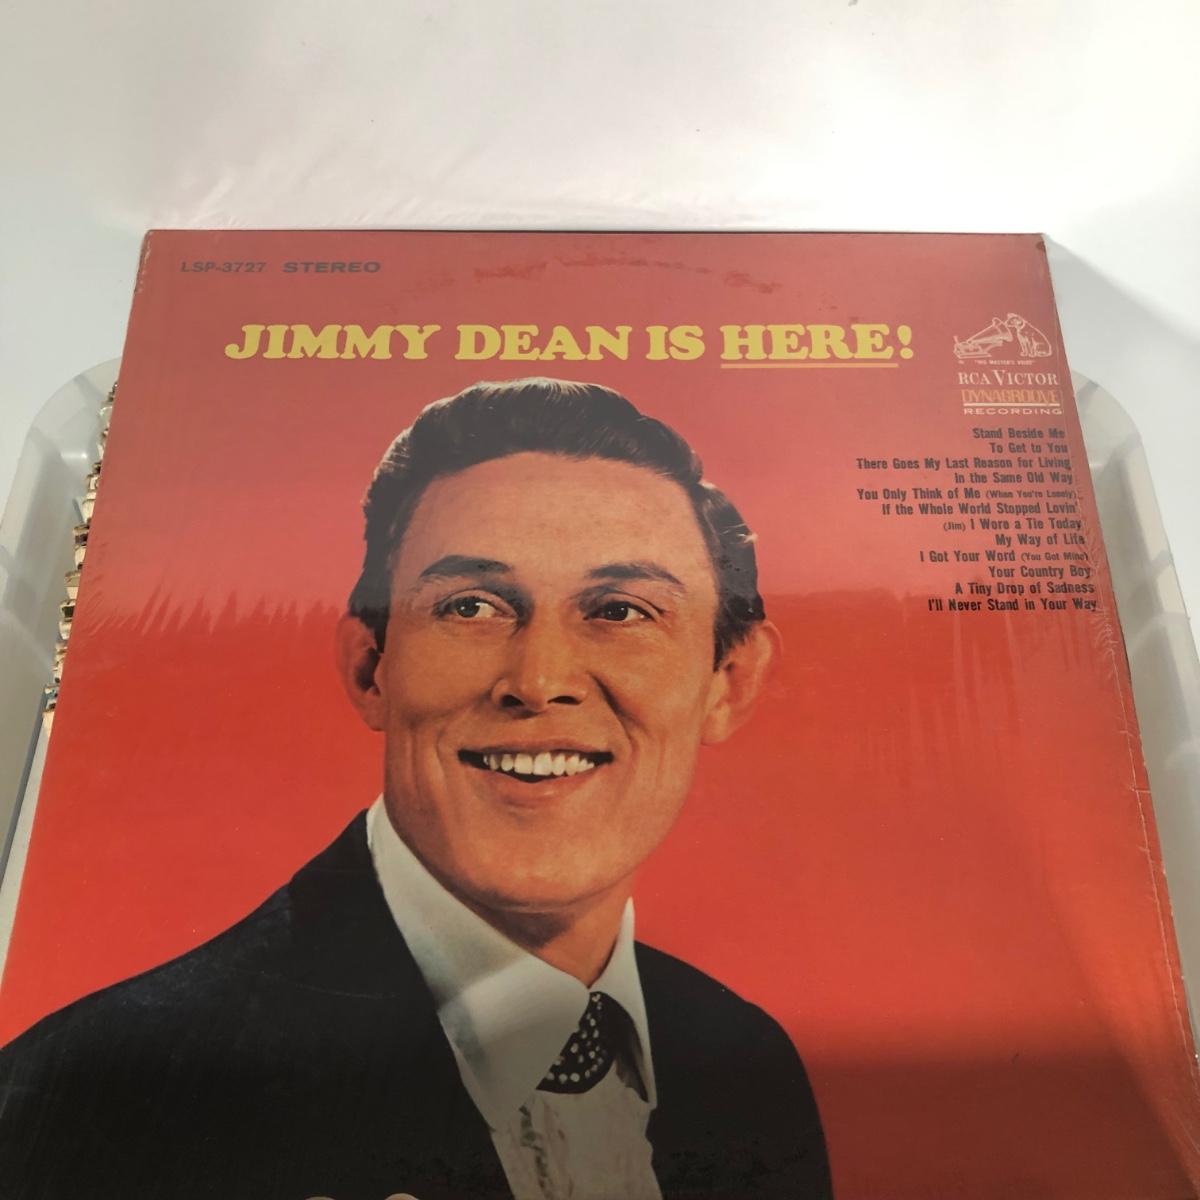 LSP-3727 STEREO
JIMMY DEAN IS HERE!
"HIS MASTER'S VOICE"
RCA VICTOR
DYNAGROOVE
RECORDING
Stand Beside Me
To Get to You
There Goes My Last Reason for Living
In the Same Old Way
You Only Think of Me (When You're Lonely)
If the Whole World Stopped Lovin'
(Jim) I Wore a Tie Today
My Way of Life
I Got Your Word (You Got Mine)
Your Country Boy
A Tiny Drop of Sadness
I'll Never Stand in Your Way